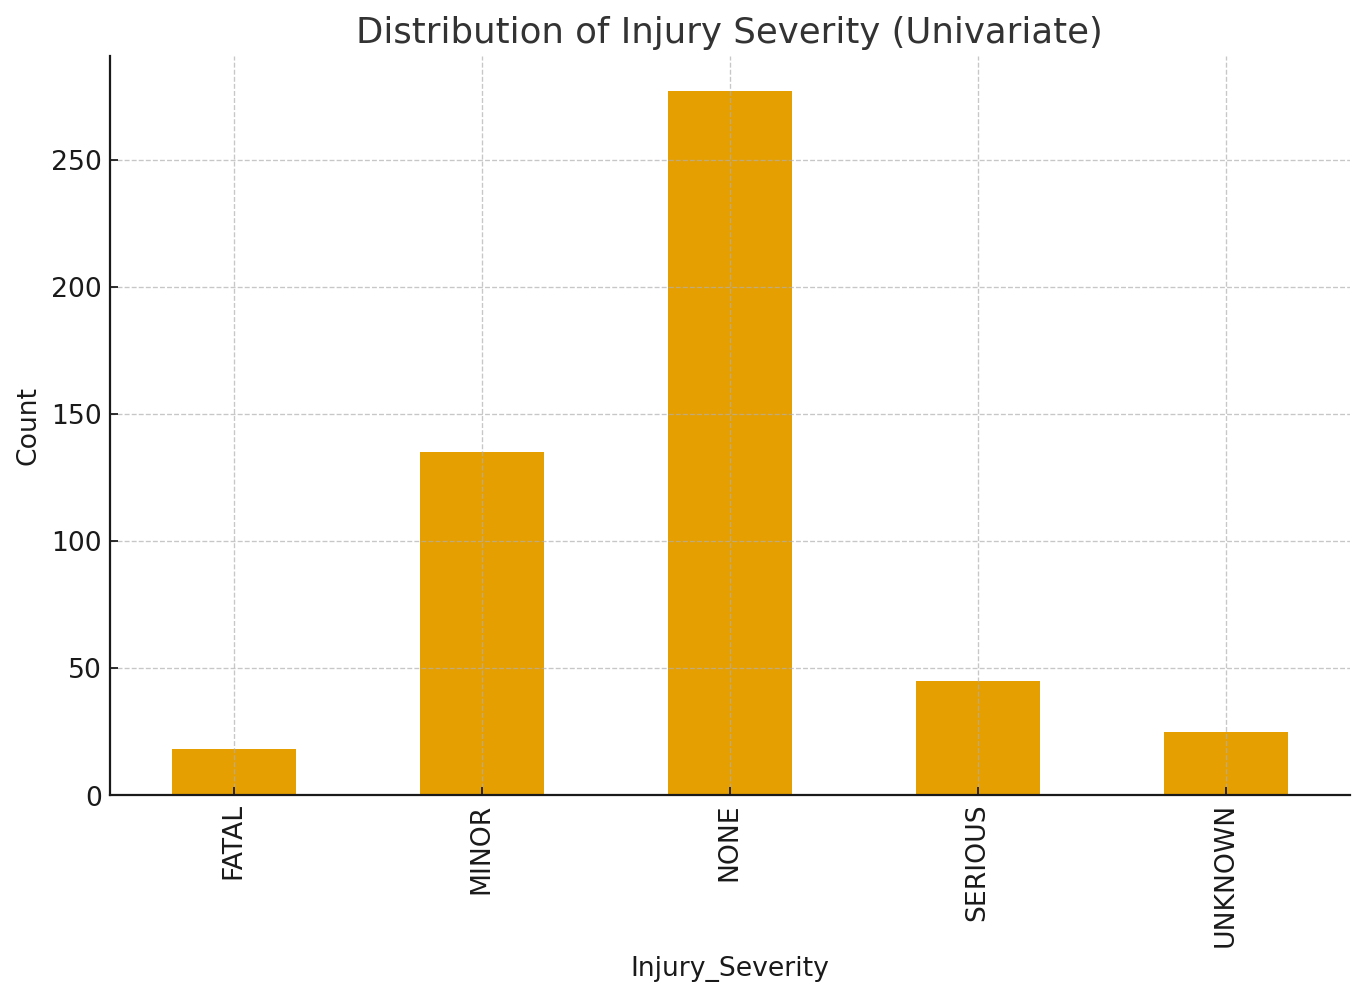 Distribution of Injury Severity (Univariate)
250
200
150
100
50
0
Count
FATAL
MINOR
NONE
SERIOUS
UNKNOWN
Injury_Severity